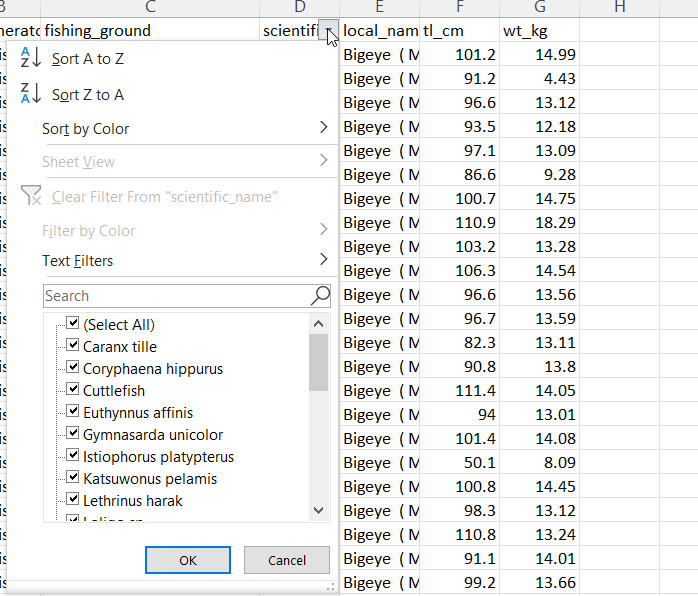 B C D E F G H
nerato fishing_ground scientifi local_nam tl_cm wt_kg
Sort A to Z
Sort Z to A
Sort by Color
Sheet View
Clear Filter From "scientific_name"
Filter by Color
Text Filters
Search
(Select All)
Caranx tille
Coryphaena hippurus
Cuttlefish
Euthynnus affinis
Gymnasarda unicolor
Istiophorus platypterus
Katsuwonus pelamis
Lethrinus harak
OK Cancel
Bigeye ( M 101.2 14.99
Bigeye ( M 91.2 4.43
Bigeye ( M 96.6 13.12
Bigeye ( M 93.5 12.18
Bigeye ( M 97.1 13.09
Bigeye ( M 86.6 9.28
Bigeye ( M 100.7 14.75
Bigeye ( M 110.9 18.29
Bigeye ( M 103.2 13.28
Bigeye ( M 106.3 14.54
Bigeye ( M 96.6 13.56
Bigeye ( M 96.7 13.59
Bigeye ( M 82.3 13.11
Bigeye ( M 90.8 13.8
Bigeye ( M 111.4 14.05
Bigeye ( M 94 13.01
Bigeye ( M 101.4 14.08
Bigeye ( M 50.1 8.09
Bigeye ( M 100.8 14.45
Bigeye ( M 98.3 13.12
Bigeye ( M 110.8 13.24
Bigeye ( M 91.1 14.01
Bigeye ( M 99.2 13.66